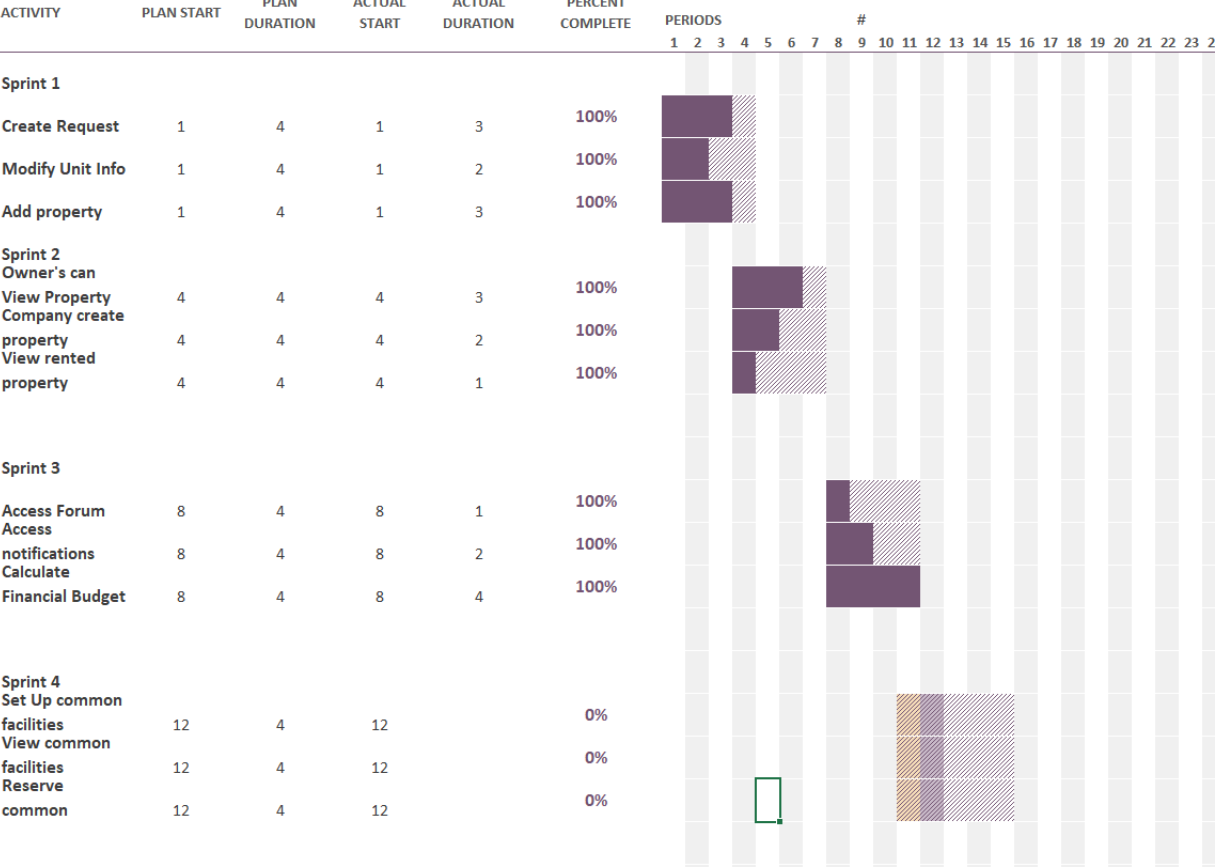 ACTIVITY PLAN START PLAN DURATION ACTUAL START ACTUAL DURATION PERCENT COMPLETE PERIODS #
1 2 3 4 5 6 7 8 9 10 11 12 13 14 15 16 17 18 19 20 21 22 23
Sprint 1
Create Request 1 4 1 3 100%
Modify Unit Info 1 4 1 2 100%
Add property 1 4 1 3 100%
Sprint 2
Owner's can
View Property 4 4 4 3 100%
Company create
property 4 4 4 2 100%
View rented
property 4 4 4 1 100%
Sprint 3
Access Forum 8 4 8 1 100%
Access
notifications 8 4 8 2 100%
Calculate
Financial Budget 8 4 8 4 100%
Sprint 4
Set Up common
facilities 12 4 12 0%
View common
facilities 12 4 12 0%
Reserve
common 12 4 12 0%